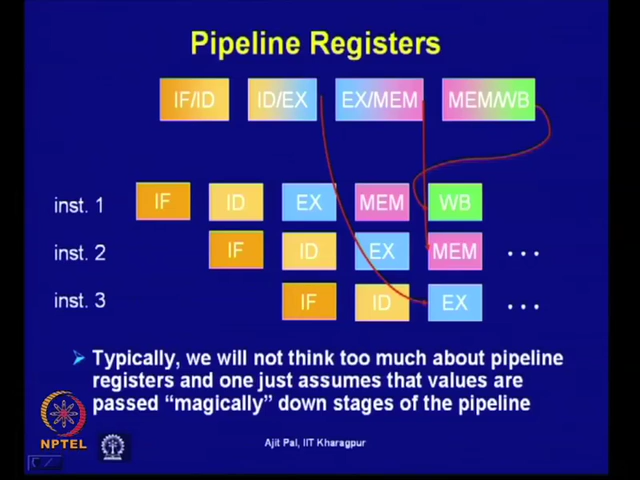 Pipeline Registers
IF/ID ID/EX EX/MEM MEM/WB
inst. 1 IF ID EX MEM WB
inst. 2 IF ID EX MEM ...
inst. 3 IF ID EX ...
Typically, we will not think too much about pipeline
registers and one just assumes that values are
passed “magically” down stages of the pipeline
NPTEL
Ajit Pal, IIT Kharagpur